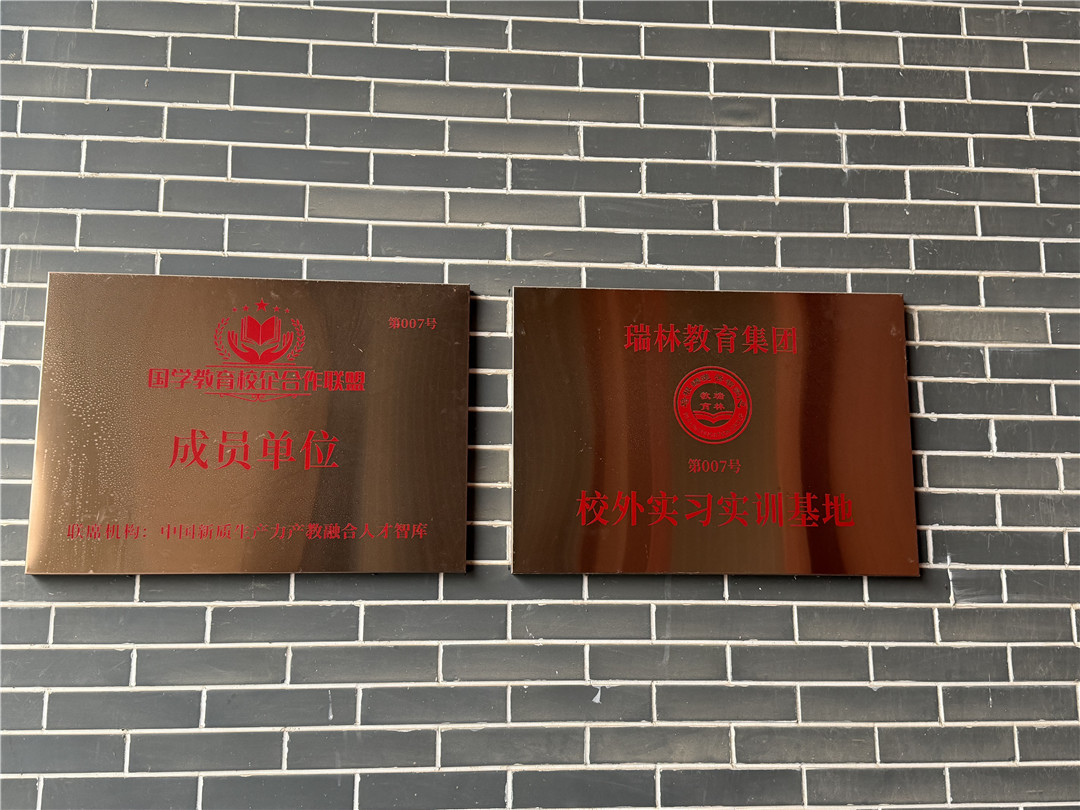 第007号
国学教育校企合作联盟
成员单位
联席机构：中国新质生产力产教融合人才智库
瑞林教育集团
第007号
校外实习实训基地